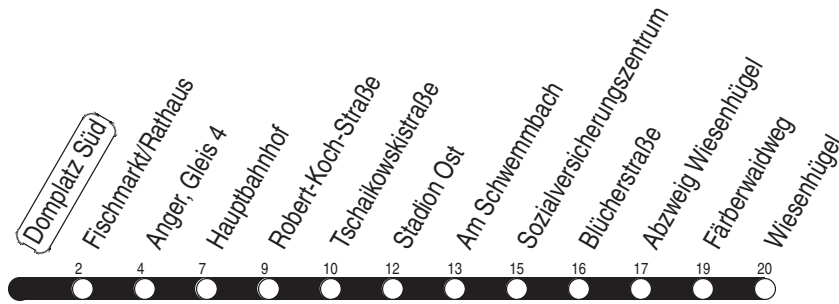 Domplatz Süd
Fischmarkt/Rathaus
Anger, Gleis 4
Hauptbahnhof
Robert-Koch-Straße
Tschaikowskistraße
Stadion Ost
Am Schwemmbach
Sozialversicherungszentrum
Blücherstraße
Abzweig Wiesenhügel
Färberwaidweg
Wiesenhügel
2 4 7 9 10 12 13 15 16 17 19 20